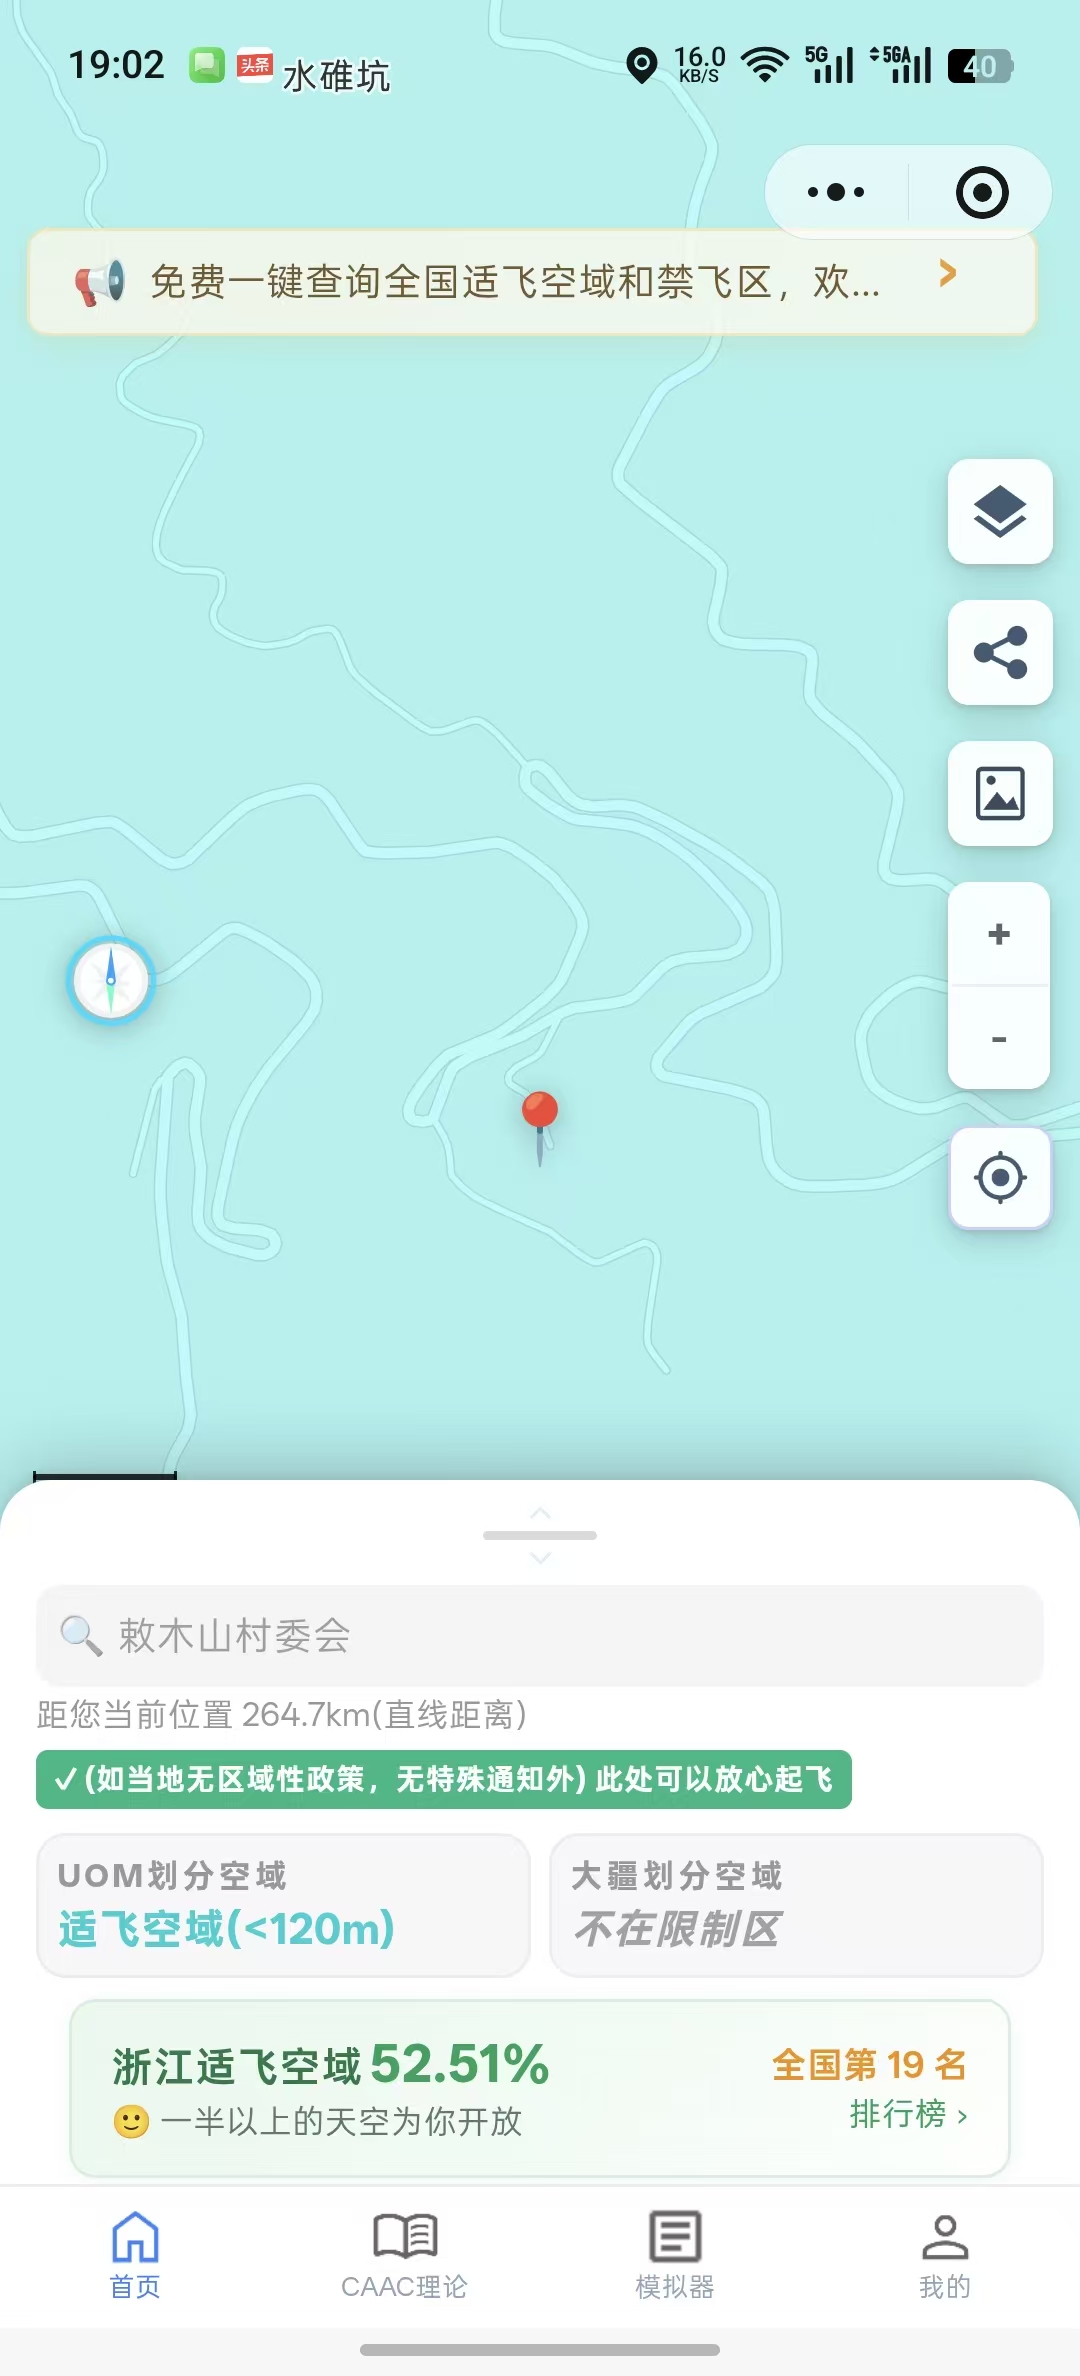 19:02
头条
水碓坑
16.0
KB/S
5G
5GA
40
免费一键查询全国适飞空域和禁飞区，欢...
+
-
敕木山村委会
距您当前位置 264.7km(直线距离)
✓ (如当地无区域性政策，无特殊通知外) 此处可以放心起飞
UOM划分空域
适飞空域(<120m)
大疆划分空域
不在限制区
浙江适飞空域 52.51%
一半以上的天空为你开放
全国第 19 名
排行榜 ›
首页
CAAC理论
模拟器
我的